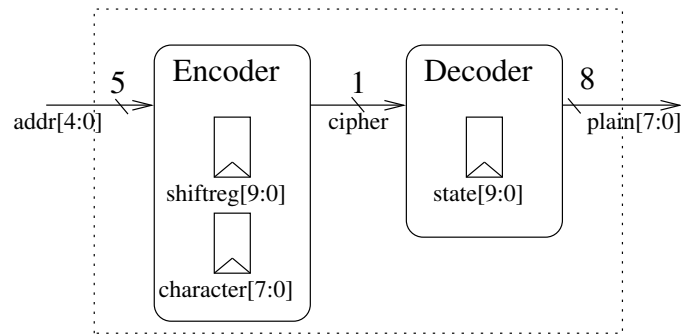 Encoder
Decoder
5
1
8
addr[4:0]
cipher
plain[7:0]
shiftreg[9:0]
state[9:0]
character[7:0]